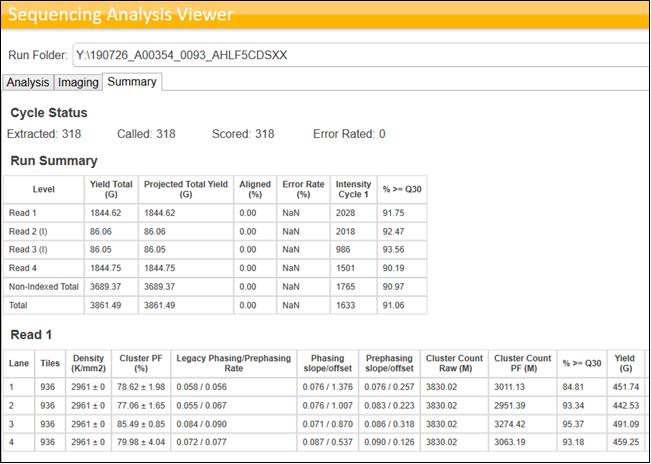 Sequencing Analysis Viewer
Run Folder: Y:\190726_A00354_0093_AHLF5CDSXX
Analysis Imaging Summary
Cycle Status
Extracted: 318 Called: 318 Scored: 318 Error Rated: 0
Run Summary
Level Yield Total (G) Projected Total Yield (G) Aligned (%) Error Rate (%) Intensity Cycle 1 % >= Q30
Read 1 1844.62 1844.62 0.00 NaN 2028 91.75
Read 2 (I) 86.06 86.06 0.00 NaN 2018 92.47
Read 3 (I) 86.05 86.05 0.00 NaN 986 93.56
Read 4 1844.75 1844.75 0.00 NaN 1501 90.19
Non-Indexed Total 3689.37 3689.37 0.00 NaN 1765 90.97
Total 3861.49 3861.49 0.00 NaN 1633 91.06
Read 1
Lane Tiles Density (K/mm2) Cluster PF (%) Legacy Phasing/Prephasing Rate Phasing slope/offset Prephasing slope/offset Cluster Count Raw (M) Cluster Count PF (M) % >= Q30 Yield (G)
1 936 2961 ± 0 78.62 ± 1.98 0.058 / 0.056 0.076 / 1.376 0.076 / 0.257 3830.02 3011.13 84.81 451.74
2 936 2961 ± 0 77.06 ± 1.65 0.055 / 0.067 0.076 / 1.007 0.083 / 0.223 3830.02 2951.39 93.34 442.53
3 936 2961 ± 0 85.49 ± 0.85 0.084 / 0.090 0.071 / 0.870 0.086 / 0.318 3830.02 3274.42 95.37 491.09
4 936 2961 ± 0 79.98 ± 4.04 0.072 / 0.077 0.087 / 0.537 0.090 / 0.126 3830.02 3063.19 93.18 459.25